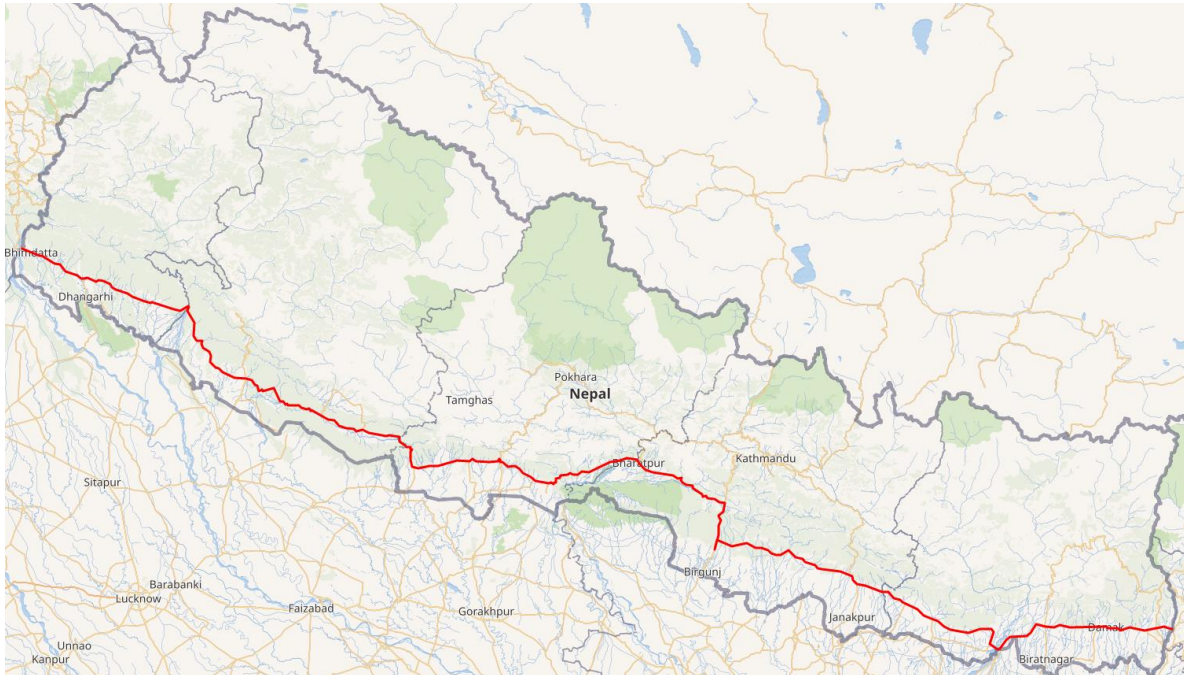 Bhimdatta
Dhangarhi
Pokhara
Nepal
Tamghas
Bharatpur
Kathmandu
Sitapur
Birgunj
Barabanki
Lucknow
Faizabad
Gorakhpur
Janakpur
Damak
Unnao
Kanpur
Biratnagar